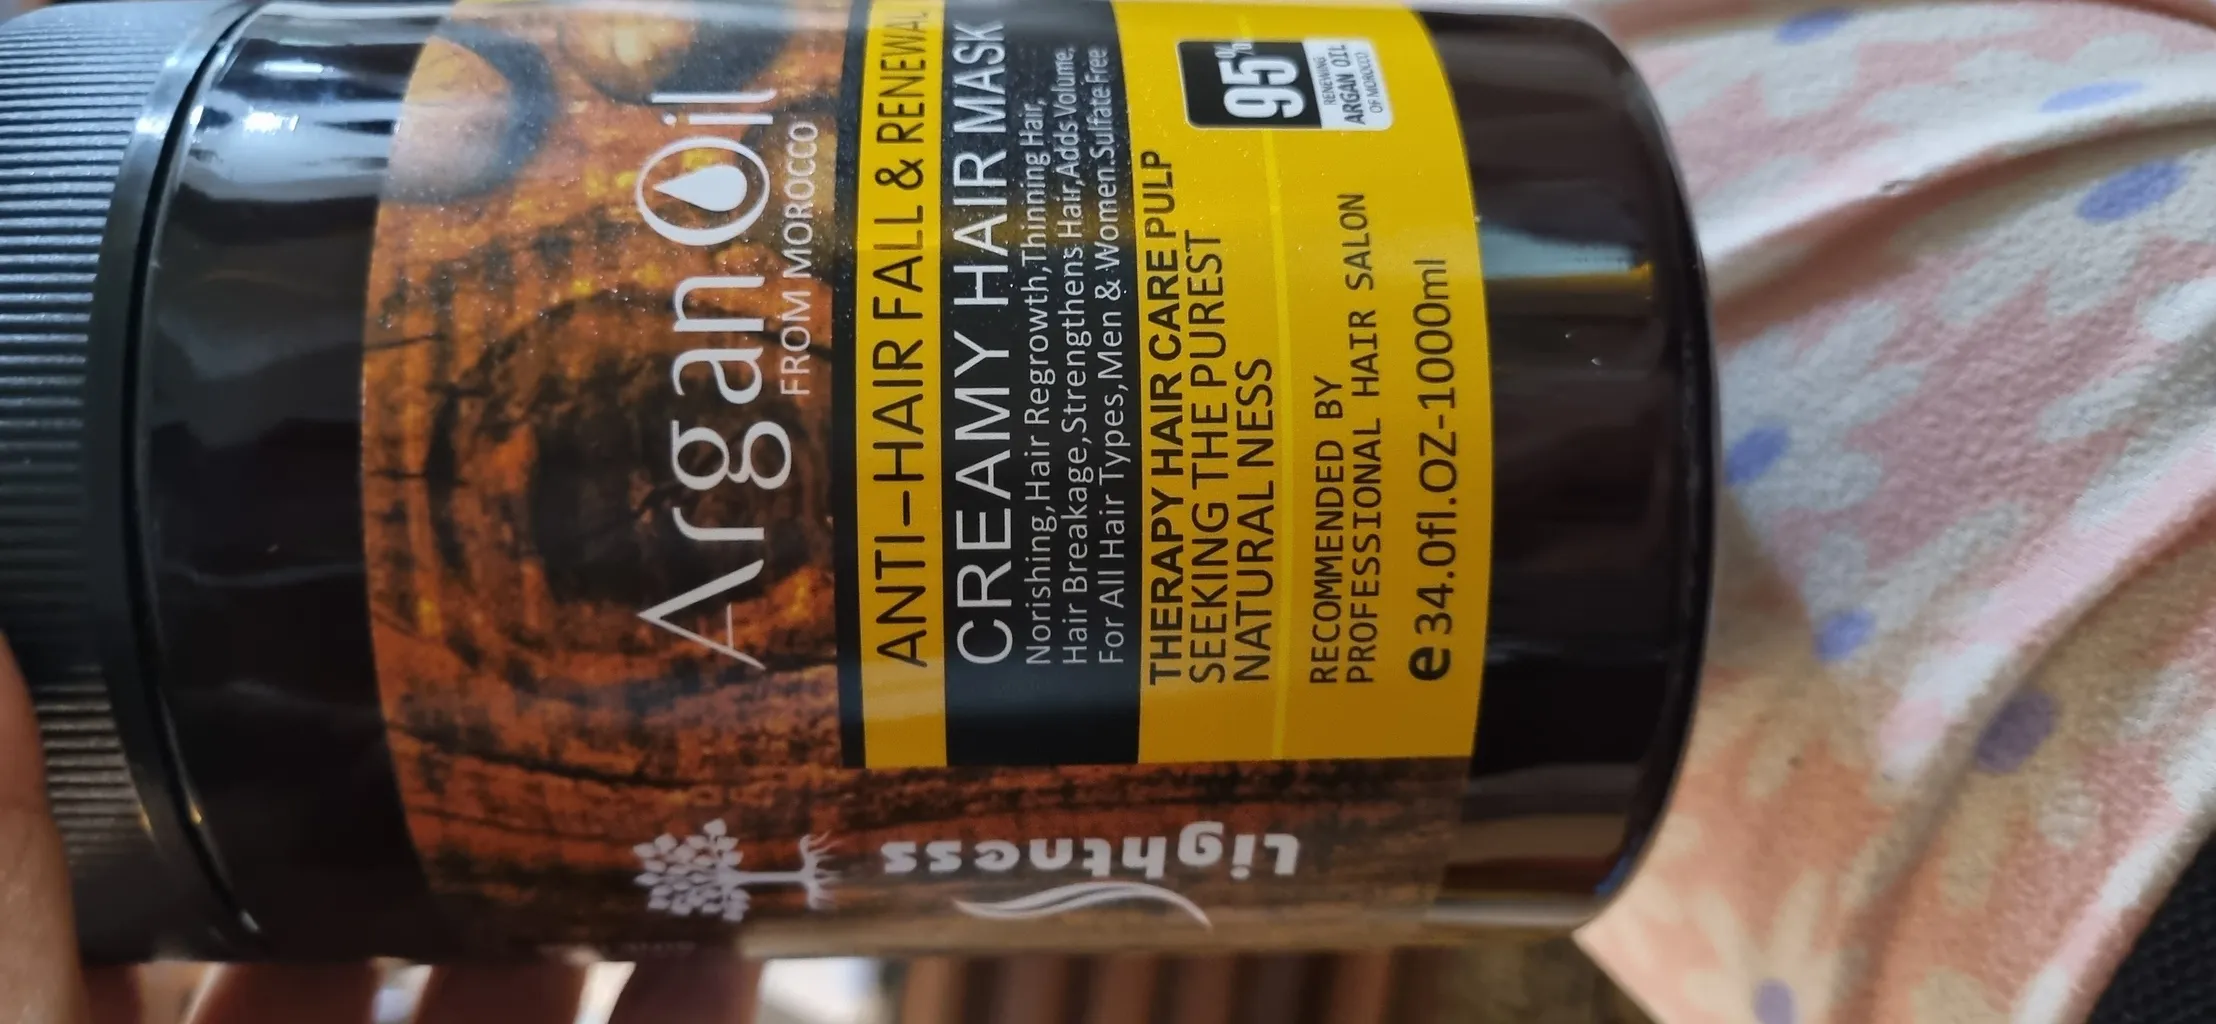 Argan Oil
FROM MOROCCO
ANTI-HAIR FALL & RENEWAL
CREAMY HAIR MASK
Norishing,Hair Regrowth,Thinning Hair,
Hair Breakage,Strengthens Hair,Adds Volume,
For All Hair Types,Men & Women.Sulfate Free
THERAPY HAIR CARE PULP
SEEKING THE PUREST
NATURAL NESS
95%
RENEWING
ARGAN OIL
OF MOROCCO
RECOMMENDED BY
PROFESSIONAL HAIR SALON
e 34.0fl.OZ-1000ml
Lightness